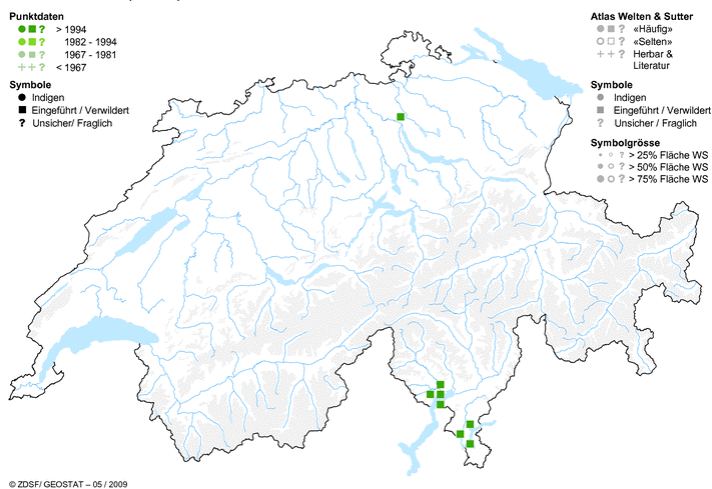 Punktdaten
> 1994
1982 - 1994
1967 - 1981
< 1967
Symbole
Indigen
Eingeführt / Verwildert
? Unsicher/ Fraglich
Atlas Welten & Sutter
«Häufig»
«Selten»
Herbar &
Literatur
Symbole
Indigen
Eingeführt / Verwildert
? Unsicher / Fraglich
Symbolgrösse
? > 25% Fläche WS
? > 50% Fläche WS
? > 75% Fläche WS
© ZDSF/ GEOSTAT – 05 / 2009